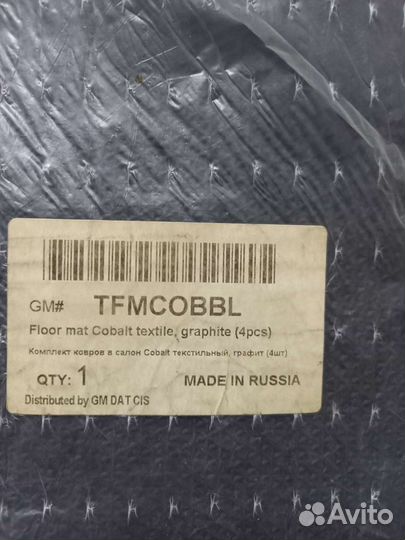 GM# TFMCOBBL
Floor mat Cobalt textile, graphite (4pcs)
Комплект ковров в салон Cobalt текстильный, графит (4шт)
QTY: 1 MADE IN RUSSIA
Distributed by GM DAT CIS
Avito